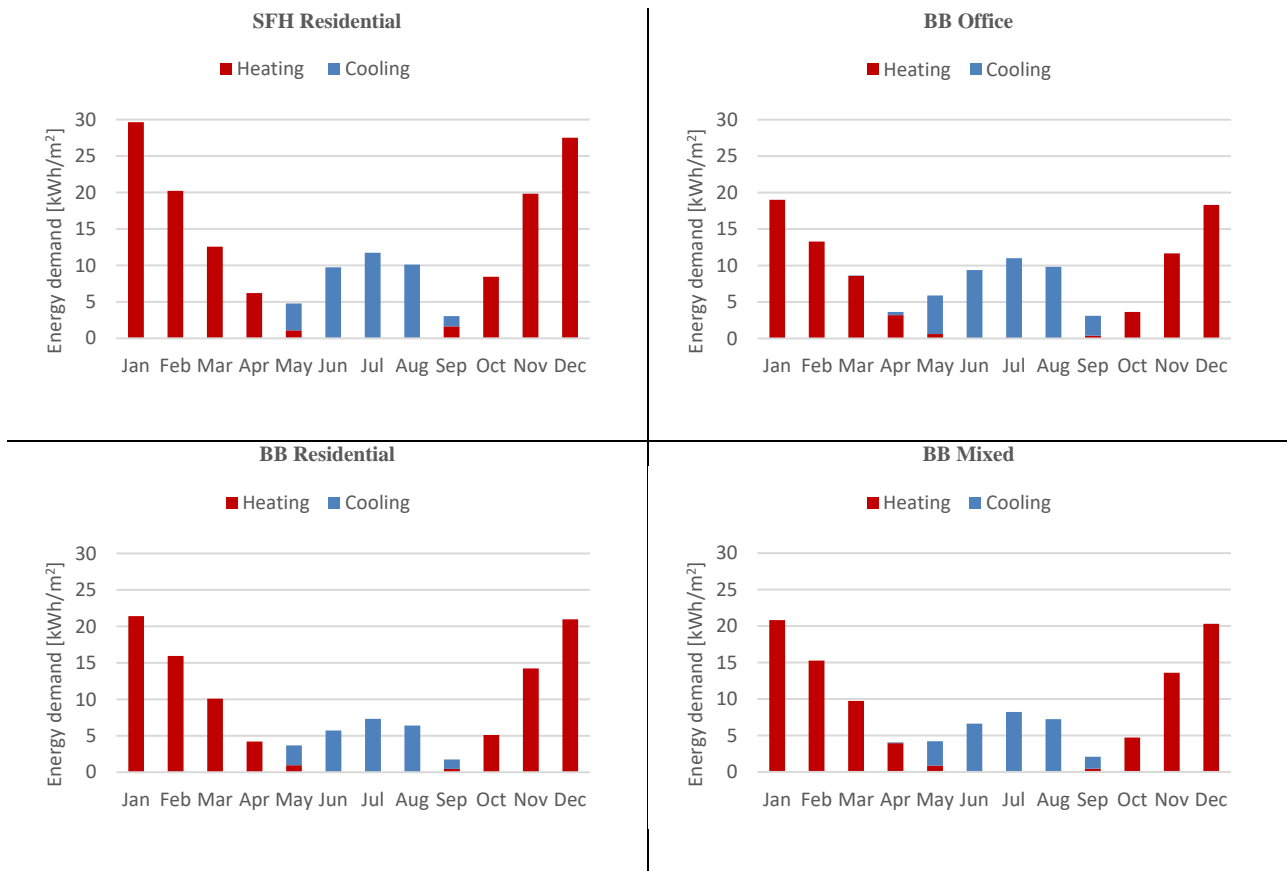 SFH Residential
Heating Cooling
Energy demand [kWh/m²]
30
25
20
15
10
5
0
Jan Feb Mar Apr May Jun Jul Aug Sep Oct Nov Dec
BB Office
Heating Cooling
Energy demand [kWh/m²]
30
25
20
15
10
5
0
Jan Feb Mar Apr May Jun Jul Aug Sep Oct Nov Dec
BB Residential
Heating Cooling
Energy demand [kWh/m²]
30
25
20
15
10
5
0
Jan Feb Mar Apr May Jun Jul Aug Sep Oct Nov Dec
BB Mixed
Heating Cooling
Energy demand [kWh/m²]
30
25
20
15
10
5
0
Jan Feb Mar Apr May Jun Jul Aug Sep Oct Nov Dec